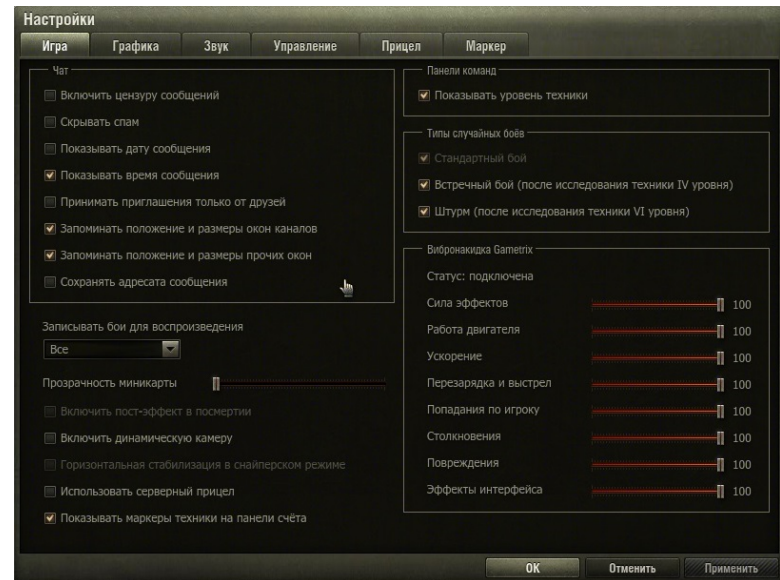 Настройки
Игра
Графика
Звук
Управление
Прицел
Маркер
Чат
Включить цензуру сообщений
Скрывать спам
Показывать дату сообщения
Показывать время сообщения
Принимать приглашения только от друзей
Запоминать положение и размеры окон каналов
Запоминать положение и размеры прочих окон
Сохранять адресата сообщения
Записывать бои для воспроизведения
Все
Прозрачность миникарты
Включить пост-эффект в посмертии
Включить динамическую камеру
Горизонтальная стабилизация в снайперском режиме
Использовать серверный прицел
Показывать маркеры техники на панели счёта
Панели команд
Показывать уровень техники
Типы случайных боёв
Стандартный бой
Встречный бой (после исследования техники IV уровня)
Штурм (после исследования техники VI уровня)
Вибронакидка Gametrix
Статус: подключена
Сила эффектов 100
Работа двигателя 100
Ускорение 100
Перезарядка и выстрел 100
Попадания по игроку 100
Столкновения 100
Повреждения 100
Эффекты интерфейса 100
OK
Отменить
Применить